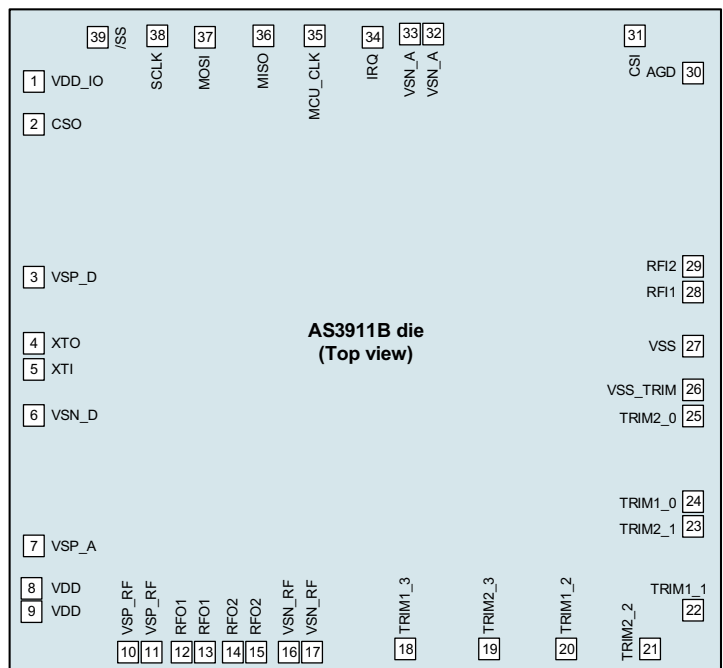 39 /SS
38 SCLK
37 MOSI
36 MISO
35 MCU_CLK
34 IRQ
33 VSN_A
32 VSN_A
31 CSI
AGD 30
1 VDD_IO
2 CSO
3 VSP_D
4 XTO
5 XTI
6 VSN_D
7 VSP_A
8 VDD
9 VDD
AS3911B die
(Top view)
RFI2 29
RFI1 28
VSS 27
VSS_TRIM 26
TRIM2_0 25
TRIM1_0 24
TRIM2_1 23
TRIM1_1 22
VSP_RF 10
VSP_RF 11
RFO1 12
RFO1 13
RFO2 14
RFO2 15
VSN_RF 16
VSN_RF 17
TRIM1_3 18
TRIM2_3 19
TRIM1_2 20
TRIM2_2 21